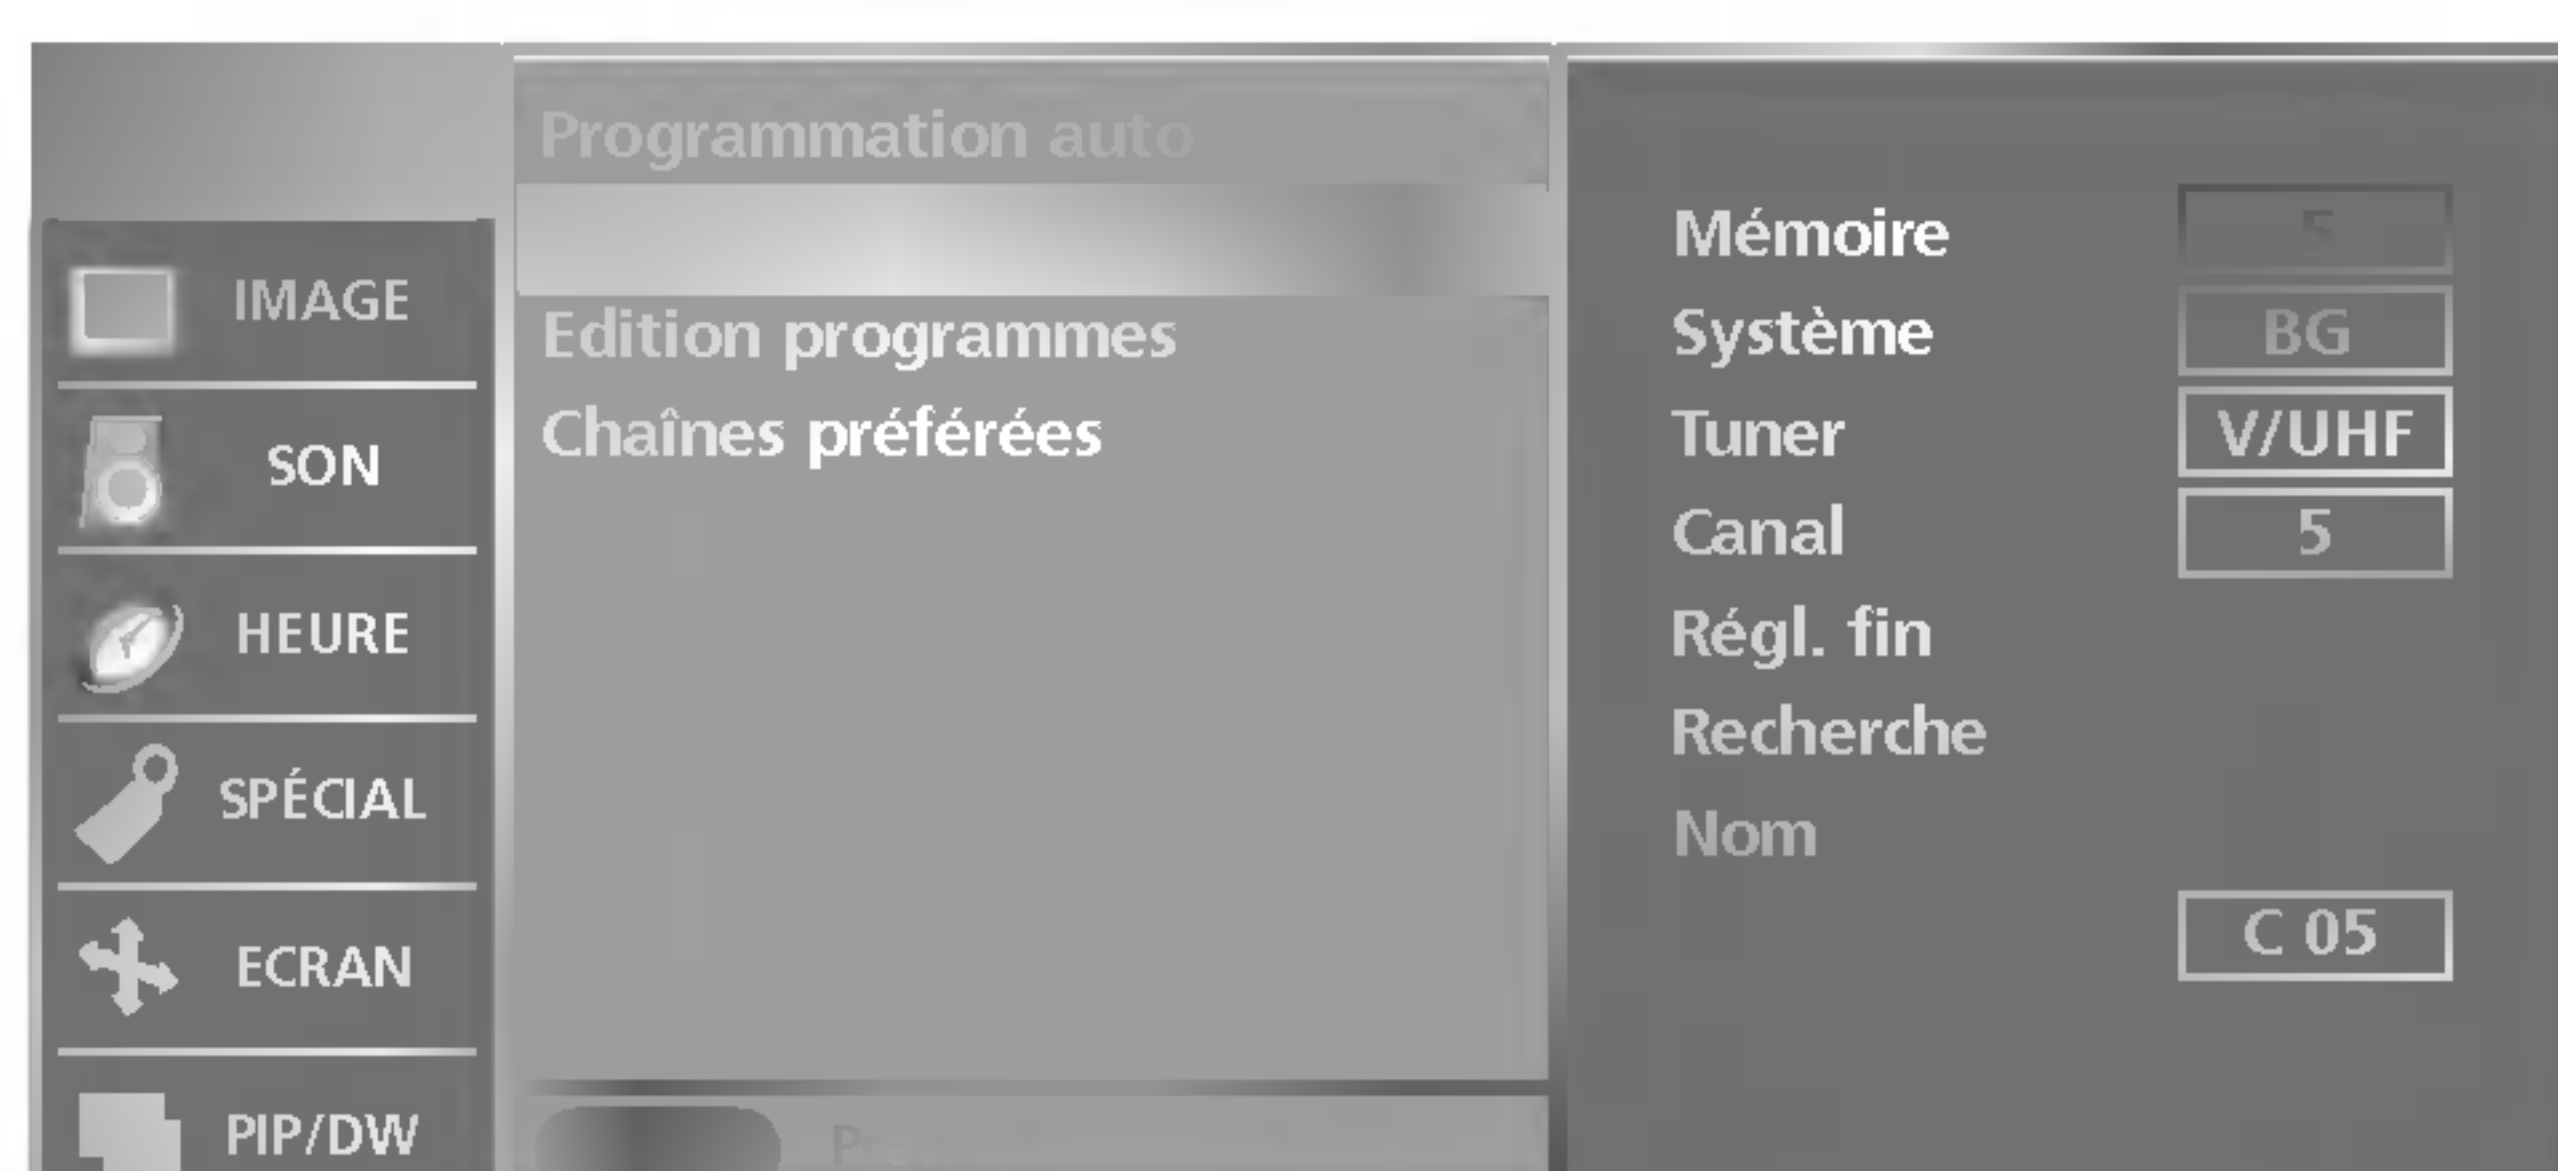 IMAGE
SON
HEURE
SPÉCIAL
ECRAN
PIP/DW
Programmation auto
Edition programmes
Chaînes préférées
Mémoire 5
Système BG
Tuner V/UHF
Canal 5
Régl. fin
Recherche
Nom
C 05